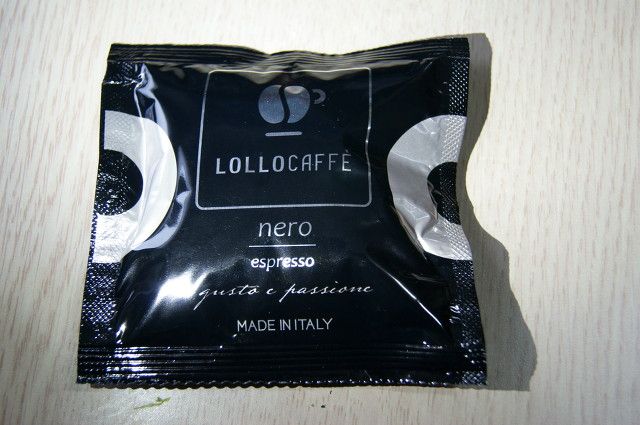 LOLLOCAFFÈ
nero
espresso
gusto e passione
MADE IN ITALY